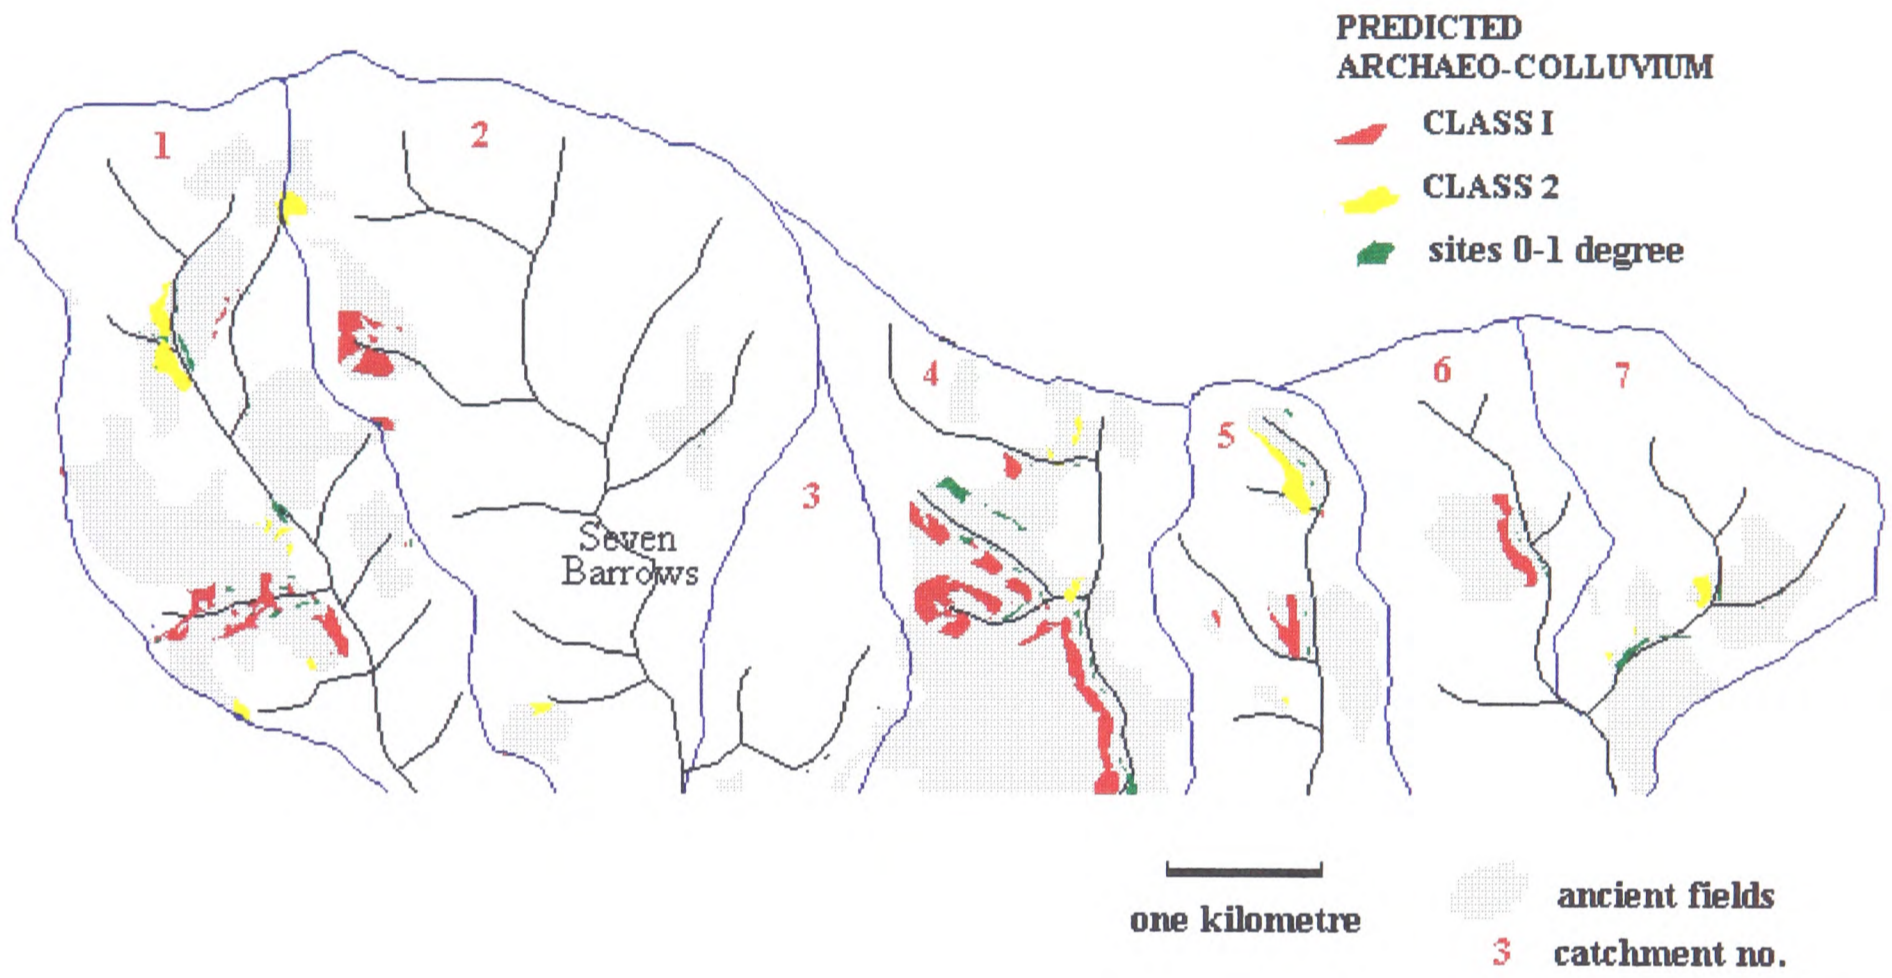 PREDICTED
ARCHAEO-COLLUVIUM
CLASS I
CLASS 2
sites 0-1 degree
1
2
3
4
5
6
7
Seven
Barrows
one kilometre
ancient fields
3 catchment no.